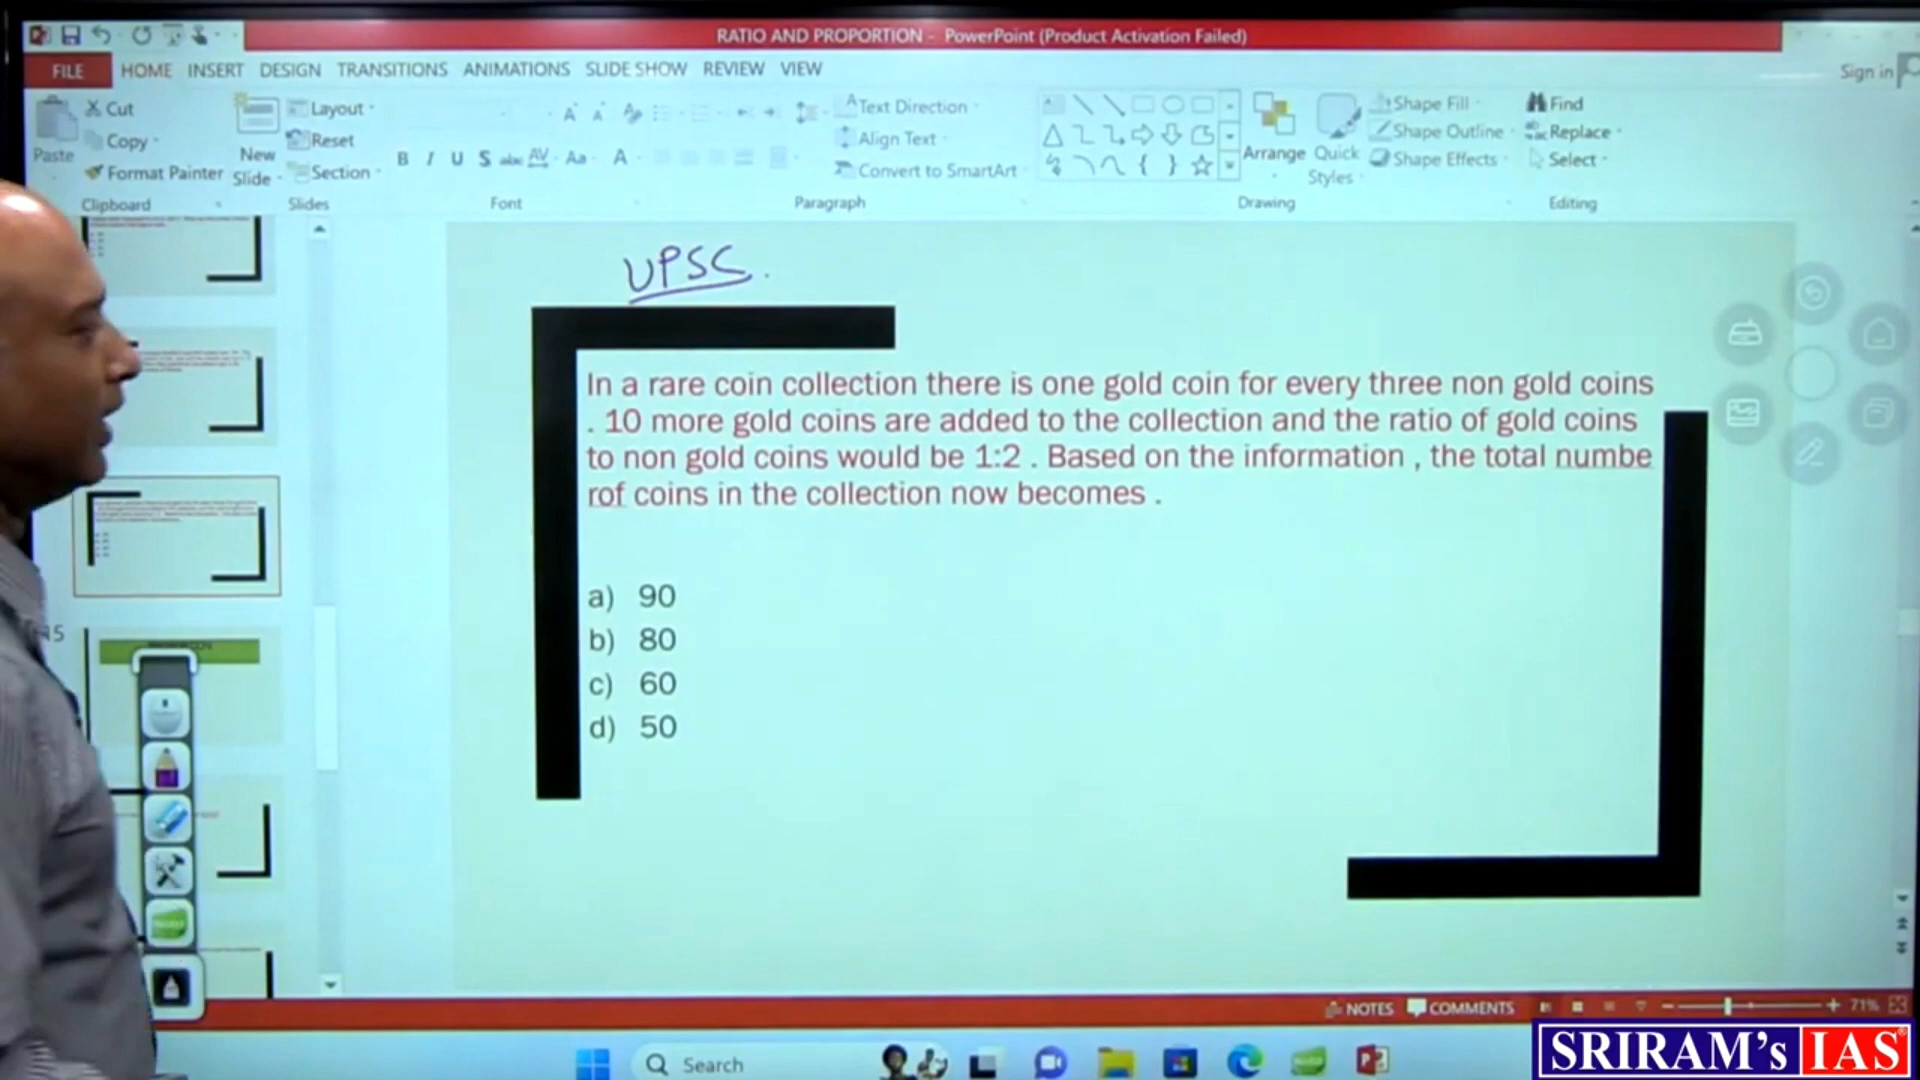 RATIO AND PROPORTION - PowerPoint (Product Activation Failed)
FILE HOME INSERT DESIGN TRANSITIONS ANIMATIONS SLIDE SHOW REVIEW VIEW
Sign in
Cut
Copy
Format Painter
Paste
Clipboard
New
Slide
Layout
Reset
Section
Slides
B I U S abc AV Aa A
Font
Text Direction
Align Text
Convert to SmartArt
Paragraph
Arrange
Quick
Styles
Shape Fill
Shape Outline
Shape Effects
Drawing
Find
Replace
Select
Editing
UPSC.
In a rare coin collection there is one gold coin for every three non gold coins
. 10 more gold coins are added to the collection and the ratio of gold coins
to non gold coins would be 1:2 . Based on the information , the total numbe
rof coins in the collection now becomes .
a) 90
b) 80
c) 60
d) 50
NOTES COMMENTS 71%
Search
SRIRAM's IAS